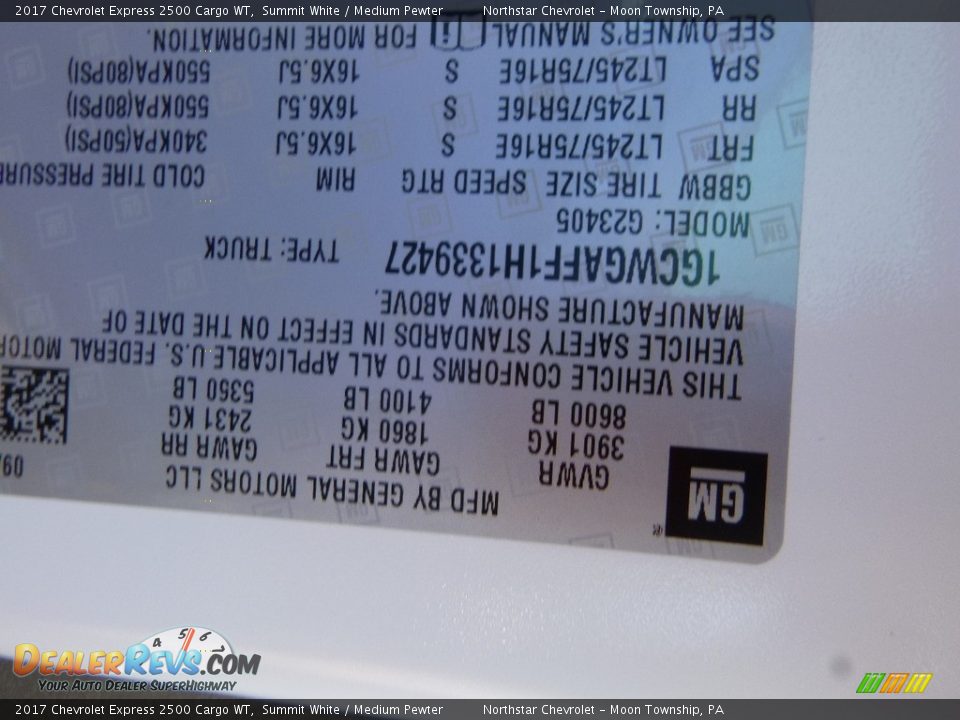 2017 Chevrolet Express 2500 Cargo WT, Summit White / Medium Pewter Northstar Chevrolet - Moon Township, PA
GM
MFD BY GENERAL MOTORS LLC 09/
GVWR GAWR FRT GAWR RR
3901 KG 1860 KG 2431 KG
8600 LB 4100 LB 5350 LB
THIS VEHICLE CONFORMS TO ALL APPLICABLE U.S. FEDERAL MOTOR
VEHICLE SAFETY STANDARDS IN EFFECT ON THE DATE OF
MANUFACTURE SHOWN ABOVE.
1GCWGAFF1H1339427 TYPE: TRUCK
MODEL: G23405
GBBW TIRE SIZE SPEED RTG RIM COLD TIRE PRESSURE
FRT LT245/75R16E S 16X6.5J 340KPA(50PSI)
RR LT245/75R16E S 16X6.5J 550KPA(80PSI)
SPA LT245/75R16E S 16X6.5J 550KPA(80PSI)
SEE OWNER'S MANUAL FOR MORE INFORMATION.
4 5 6
DealerRevs.com
Your Auto Dealer SuperHighway
2017 Chevrolet Express 2500 Cargo WT, Summit White / Medium Pewter Northstar Chevrolet - Moon Township, PA